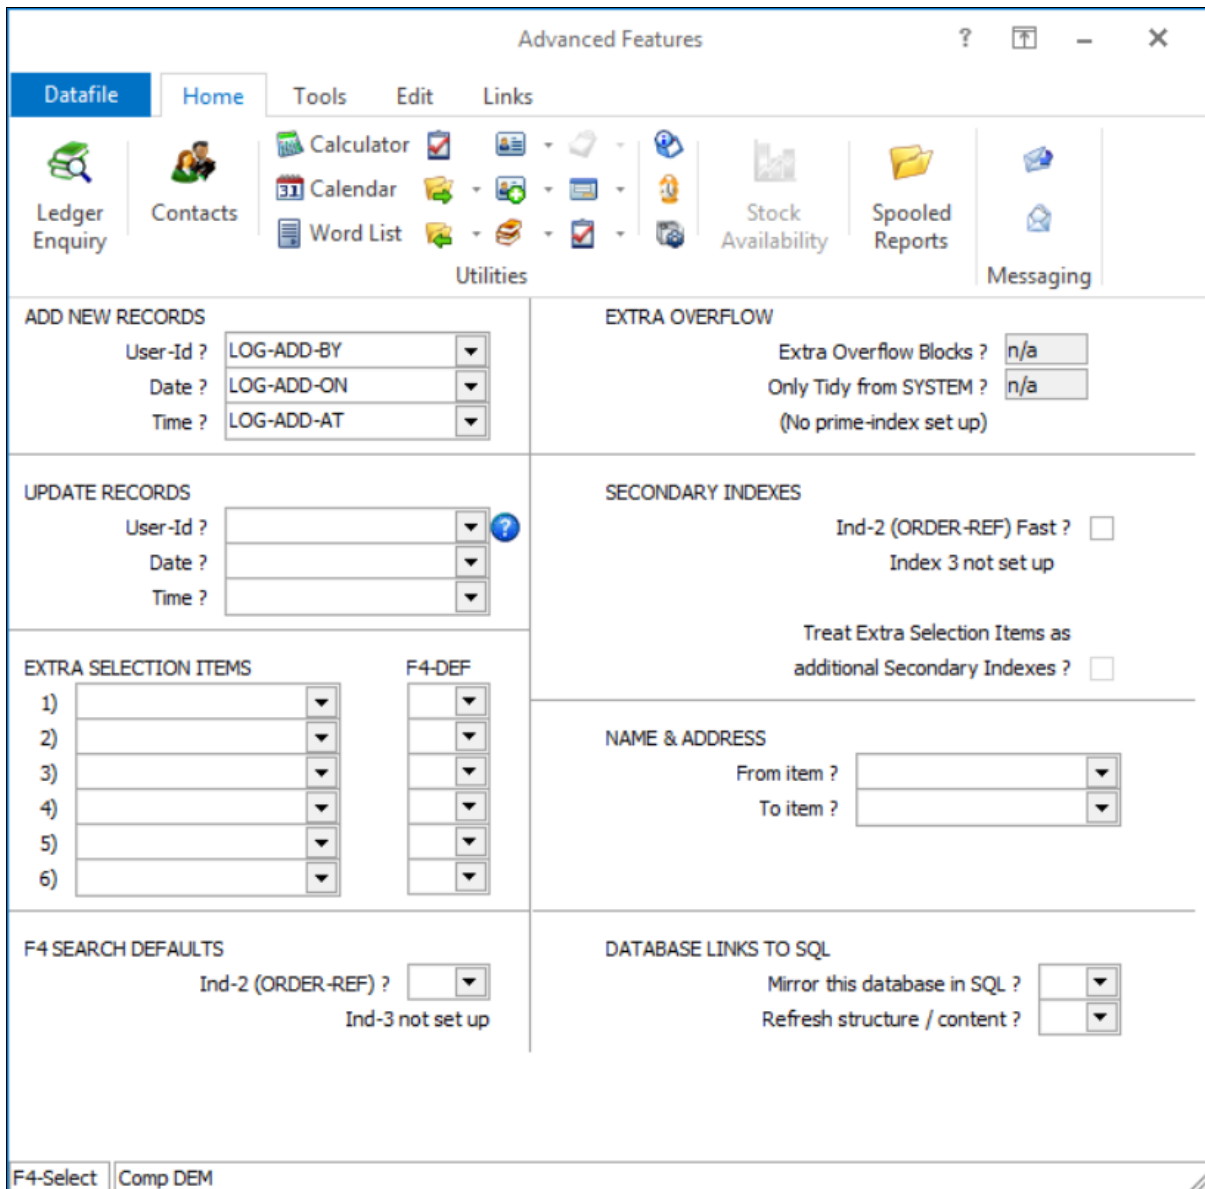 Advanced Features
Datafile Home Tools Edit Links
Ledger Enquiry
Contacts
Calculator
31 Calendar
Word List
Utilities
Stock Availability
Spooled Reports
Messaging
ADD NEW RECORDS
User-Id ? LOG-ADD-BY
Date ? LOG-ADD-ON
Time ? LOG-ADD-AT
EXTRA OVERFLOW
Extra Overflow Blocks ? n/a
Only Tidy from SYSTEM ? n/a
(No prime-index set up)
UPDATE RECORDS
User-Id ?
Date ?
Time ?
SECONDARY INDEXES
Ind-2 (ORDER-REF) Fast ?
Index 3 not set up
Treat Extra Selection Items as
additional Secondary Indexes ?
EXTRA SELECTION ITEMS F4-DEF
1)
2)
3)
4)
5)
6)
NAME & ADDRESS
From item ?
To item ?
F4 SEARCH DEFAULTS
Ind-2 (ORDER-REF) ?
Ind-3 not set up
DATABASE LINKS TO SQL
Mirror this database in SQL ?
Refresh structure / content ?
F4-Select Comp DEM